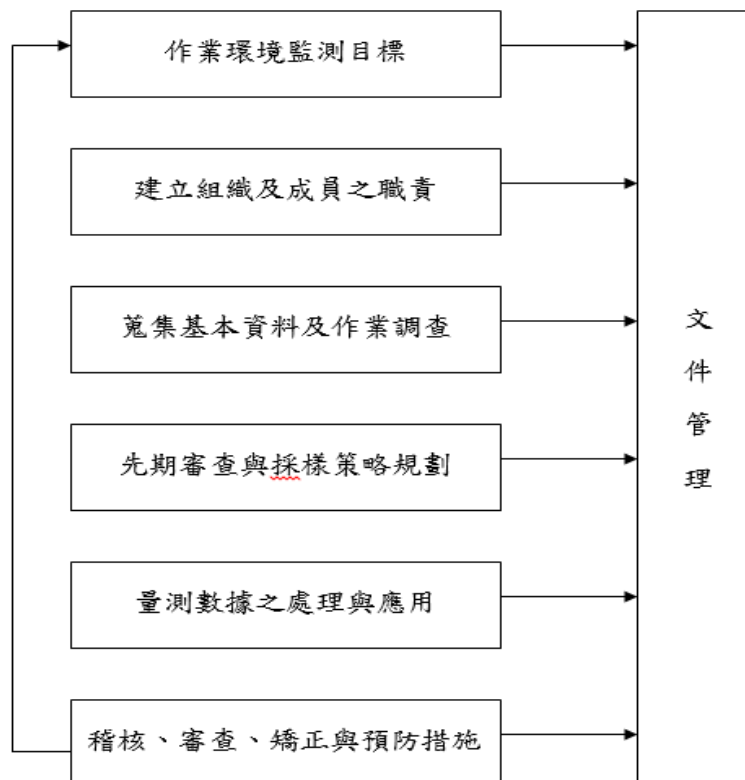 作業環境監測目標
建立組織及成員之職責
蒐集基本資料及作業調查
先期審查與採樣策略規劃
量測數據之處理與應用
稽核、審查、矯正與預防措施
文
件
管
理